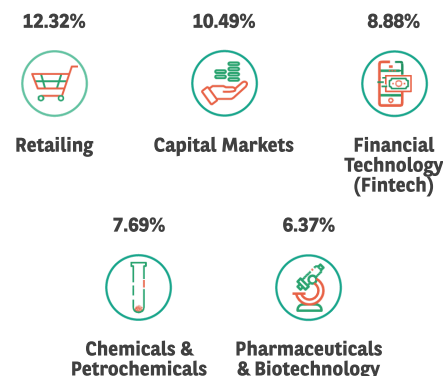 12.32% 10.49% 8.88%
Retailing Capital Markets Financial
Technology
(Fintech)
7.69% 6.37%
Chemicals & Pharmaceuticals
Petrochemicals & Biotechnology